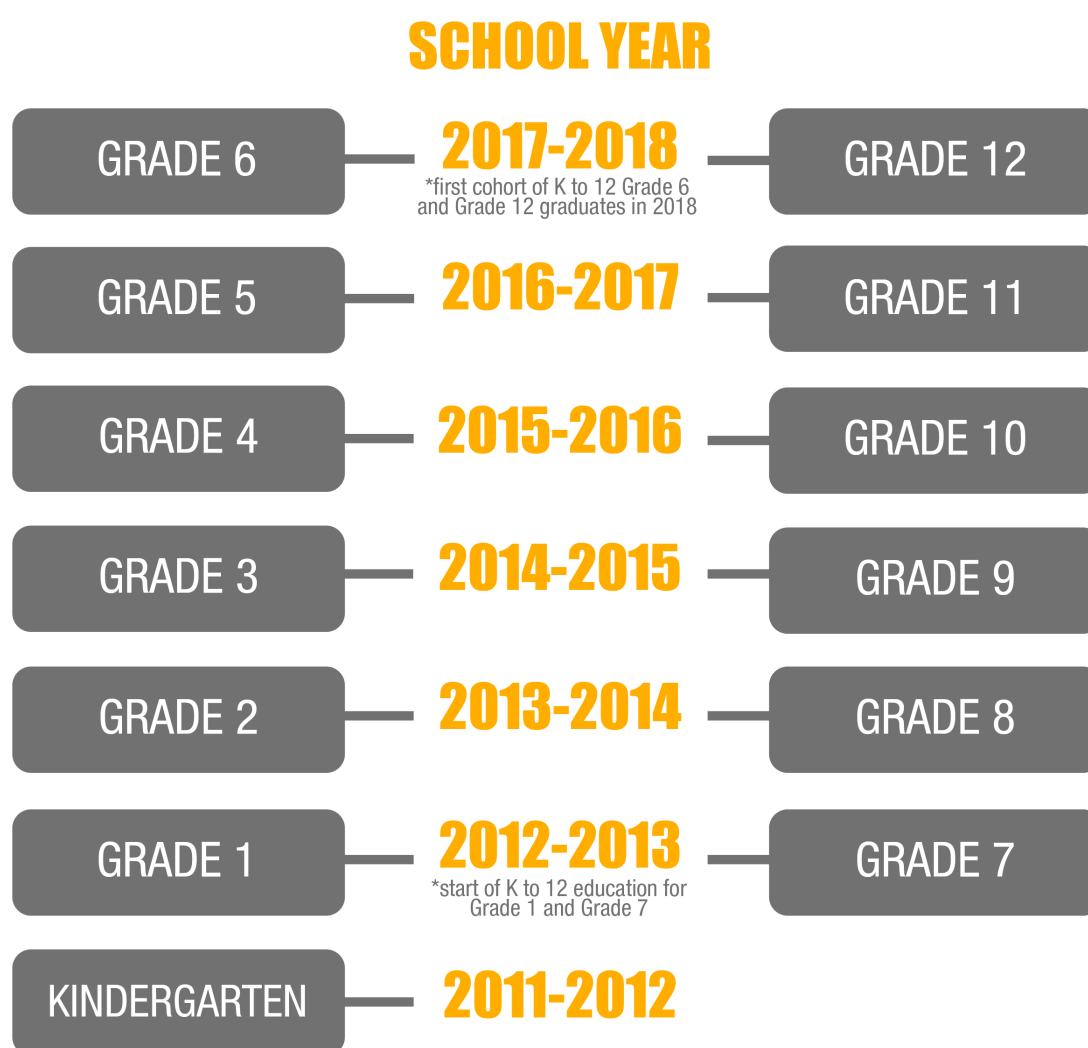 SCHOOL YEAR
GRADE 6
2017-2018
GRADE 12
*first cohort of K to 12 Grade 6
and Grade 12 graduates in 2018
GRADE 5
2016-2017
GRADE 11
GRADE 4
2015-2016
GRADE 10
GRADE 3
2014-2015
GRADE 9
GRADE 2
2013-2014
GRADE 8
GRADE 1
2012-2013
GRADE 7
*start of K to 12 education for
Grade 1 and Grade 7
KINDERGARTEN
2011-2012